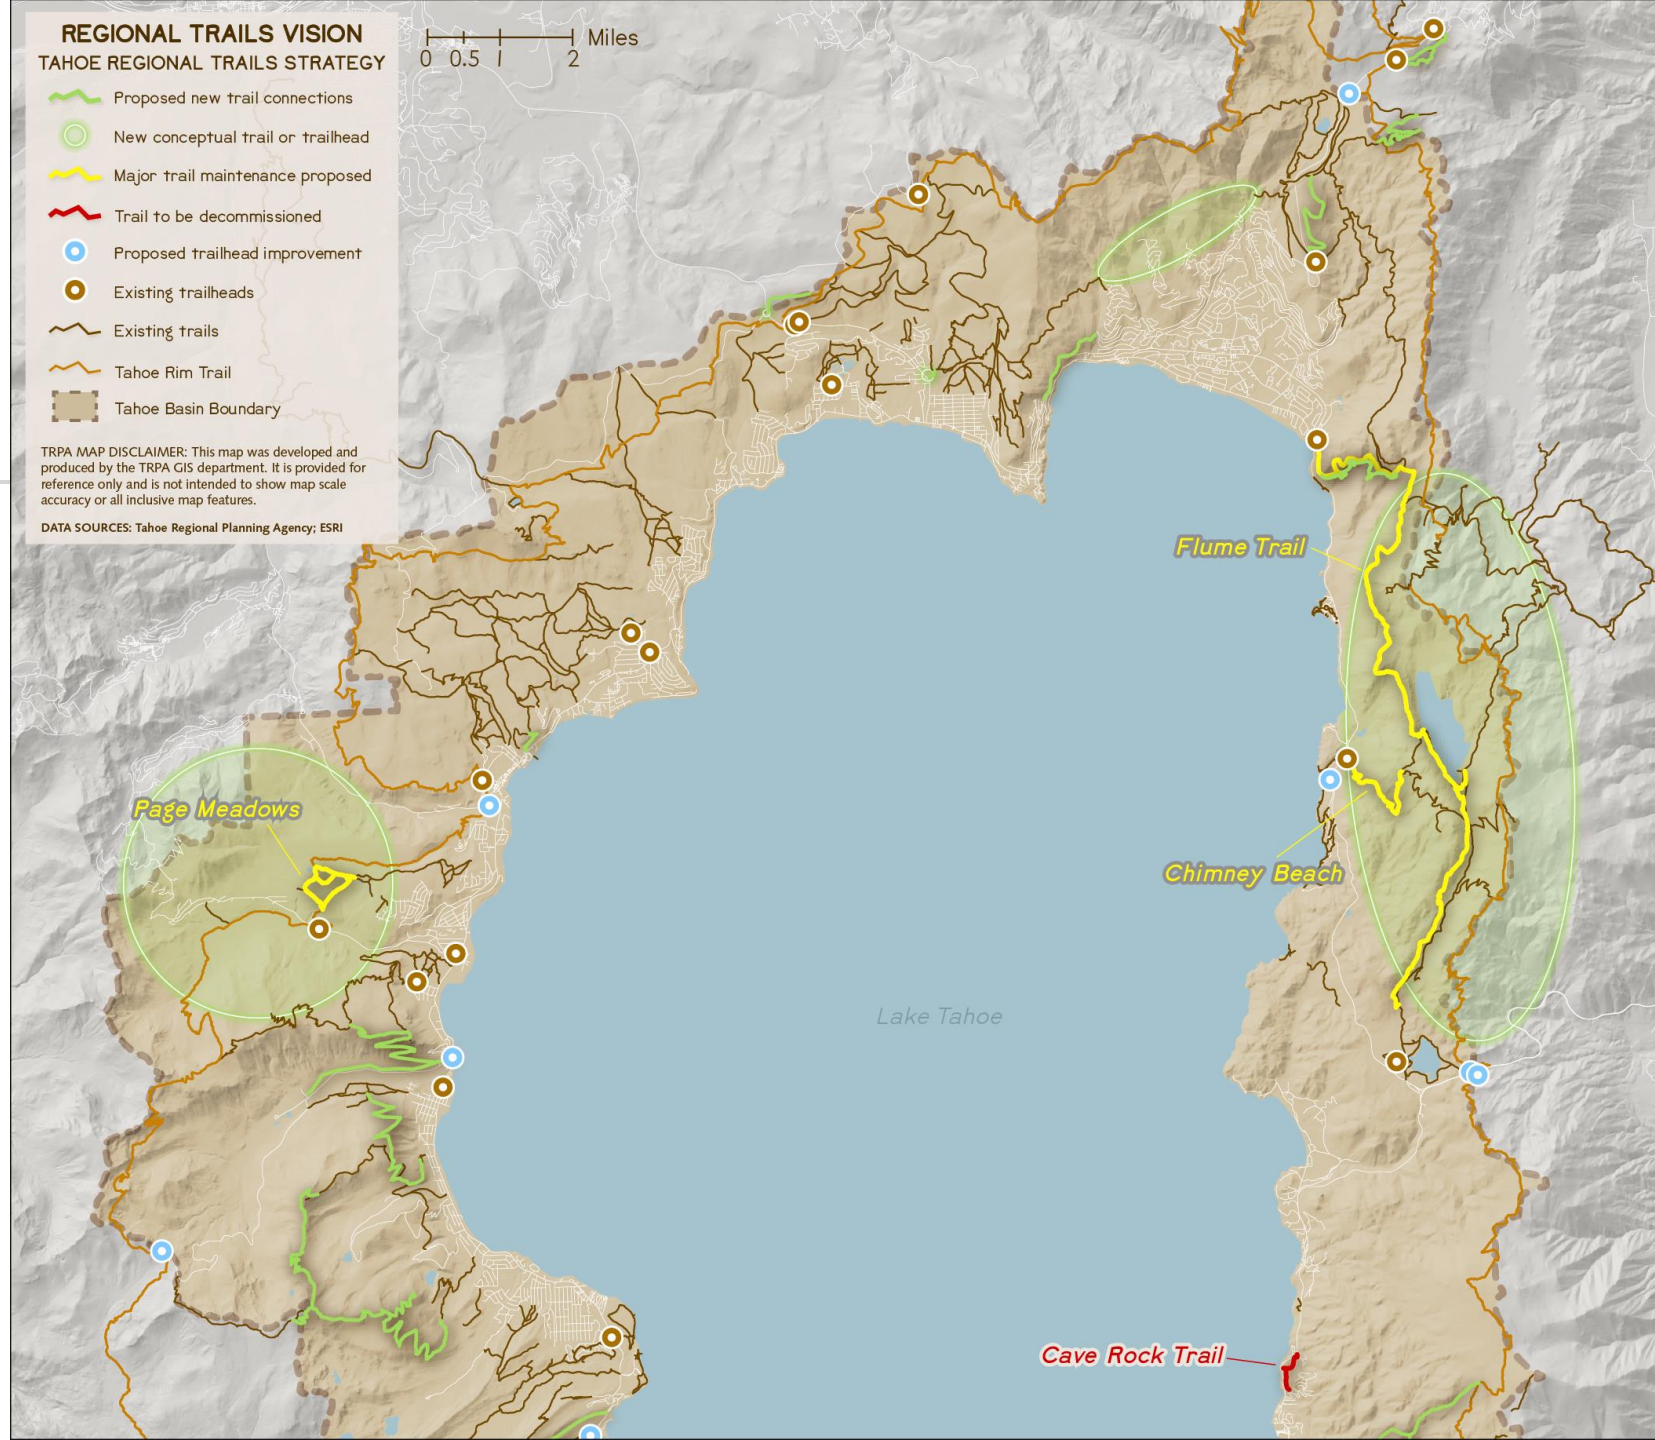 REGIONAL TRAILS VISION
TAHOE REGIONAL TRAILS STRATEGY
Proposed new trail connections
New conceptual trail or trailhead
Major trail maintenance proposed
Trail to be decommissioned
Proposed trailhead improvement
Existing trailheads
Existing trails
Tahoe Rim Trail
Tahoe Basin Boundary
TRPA MAP DISCLAIMER: This map was developed and
produced by the TRPA GIS department. It is provided for
reference only and is not intended to show map scale
accuracy or all inclusive map features.
DATA SOURCES: Tahoe Regional Planning Agency; ESRI
Miles
0 0.5 1 2
Flume Trail
Page Meadows
Chimney Beach
Lake Tahoe
Cave Rock Trail